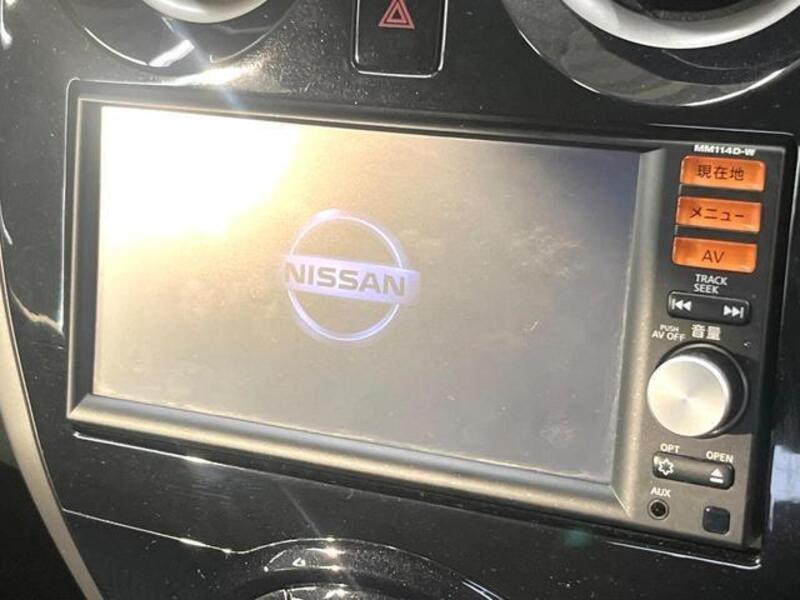 MM114D-W
現在地
メニュー
AV
TRACK
SEEK
NISSAN
PUSH
AV OFF
音量
OPT
OPEN
AUX